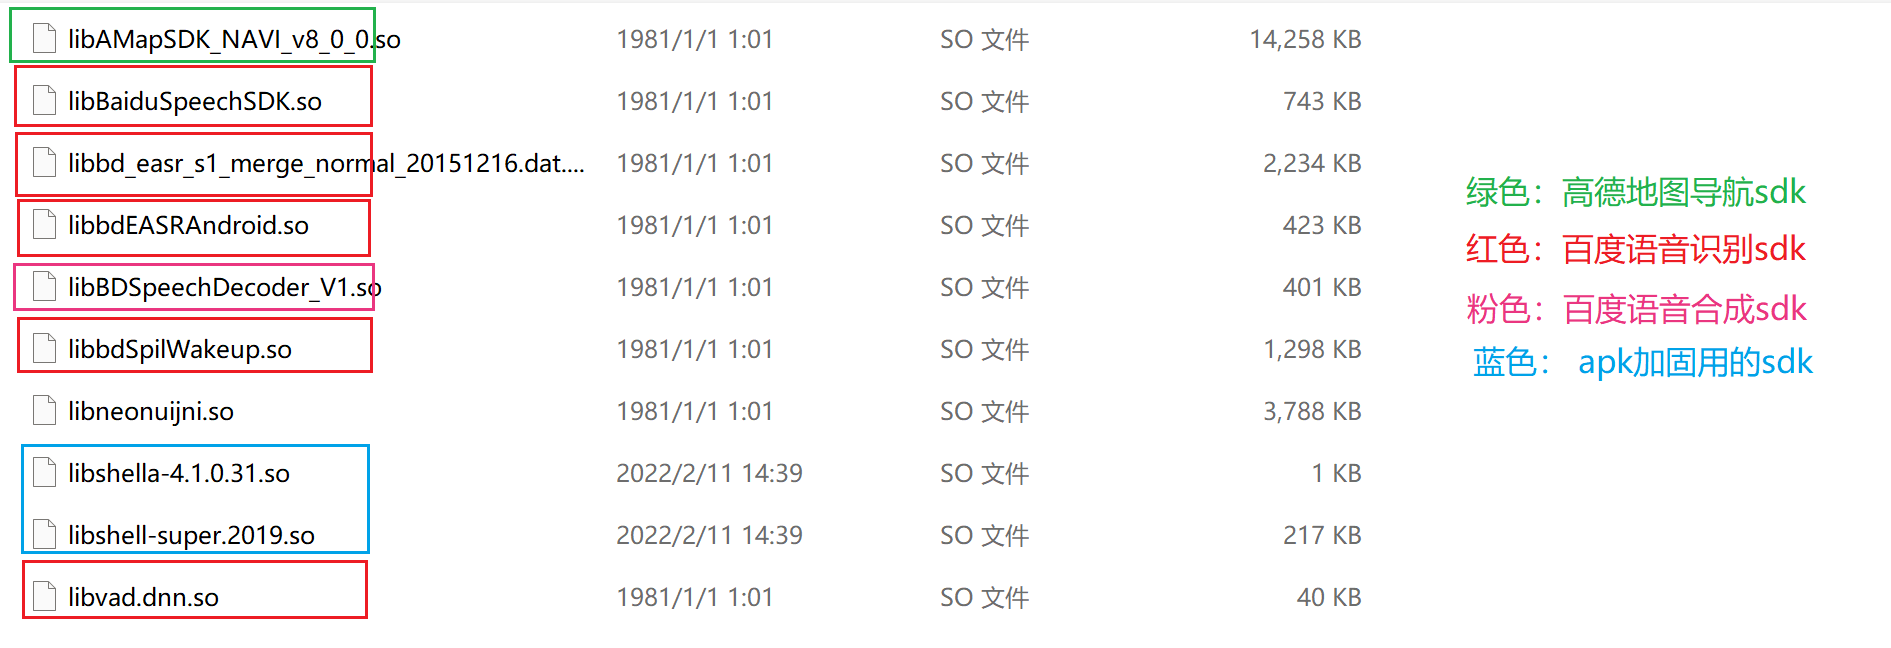 libAMapSDK_NAVI_v8_0_0.so 1981/1/1 1:01 SO 文件 14,258 KB
libBaiduSpeechSDK.so 1981/1/1 1:01 SO 文件 743 KB
libbd_easr_s1_merge_normal_20151216.dat.... 1981/1/1 1:01 SO 文件 2,234 KB
libbdEASRAndroid.so 1981/1/1 1:01 SO 文件 423 KB
libBDSpeechDecoder_V1.so 1981/1/1 1:01 SO 文件 401 KB
libbdSpilWakeup.so 1981/1/1 1:01 SO 文件 1,298 KB
libneonuijni.so 1981/1/1 1:01 SO 文件 3,788 KB
libshella-4.1.0.31.so 2022/2/11 14:39 SO 文件 1 KB
libshell-super.2019.so 2022/2/11 14:39 SO 文件 217 KB
libvad.dnn.so 1981/1/1 1:01 SO 文件 40 KB
绿色：高德地图导航sdk
红色：百度语音识别sdk
粉色：百度语音合成sdk
蓝色： apk加固用的sdk